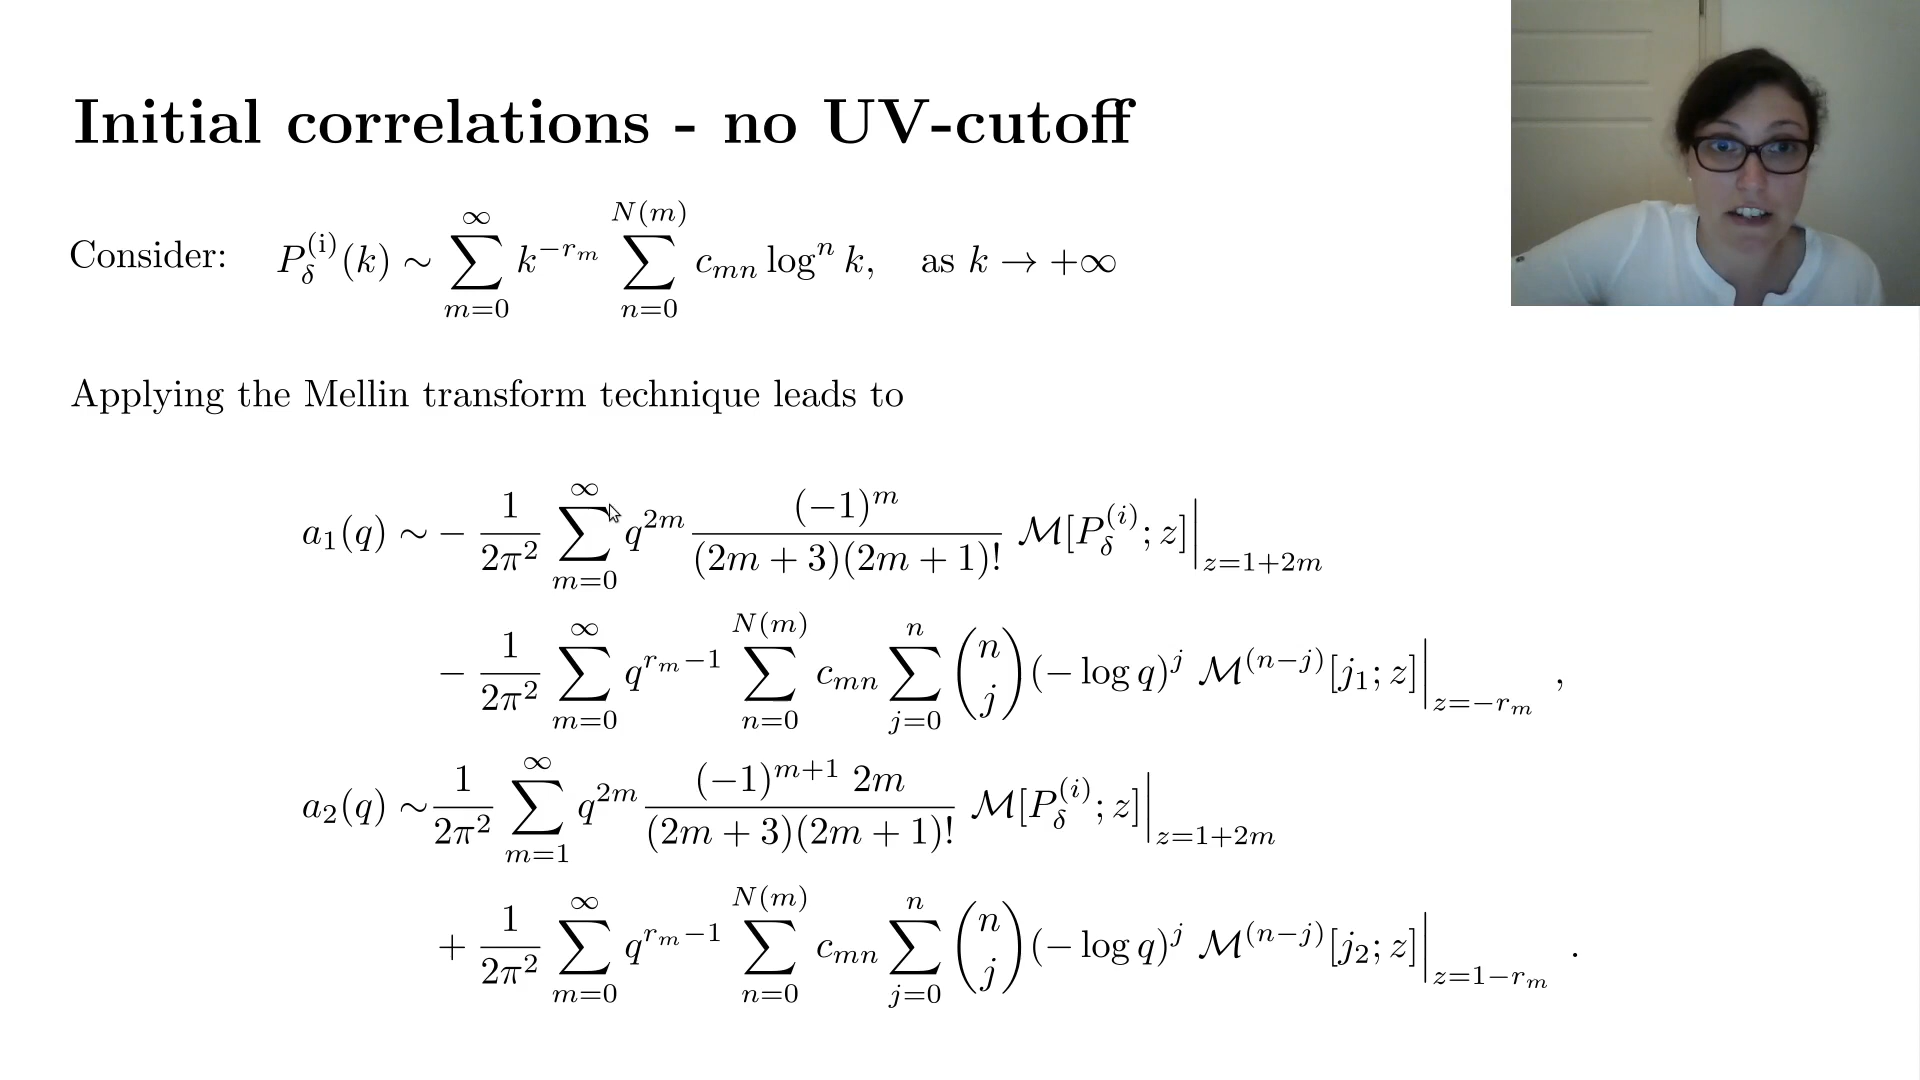 Initial correlations - no UV-cutoff
Consider: $P_\delta^{(\mathrm{i})}(k) \sim \sum_{m=0}^{\infty} k^{-r_m} \sum_{n=0}^{N(m)} c_{mn} \log^n k, \quad \text{as } k \to +\infty$
Applying the Mellin transform technique leads to
$a_1(q) \sim -\frac{1}{2\pi^2} \sum_{m=0}^{\infty} q^{2m} \frac{(-1)^m}{(2m+3)(2m+1)!} \mathcal{M}[P_\delta^{(i)}; z]\Big|_{z=1+2m}$
$-\frac{1}{2\pi^2} \sum_{m=0}^{\infty} q^{r_m-1} \sum_{n=0}^{N(m)} c_{mn} \sum_{j=0}^{n} \binom{n}{j} (-\log q)^j \mathcal{M}^{(n-j)}[j_1; z]\Big|_{z=-r_m} ,$
$a_2(q) \sim \frac{1}{2\pi^2} \sum_{m=1}^{\infty} q^{2m} \frac{(-1)^{m+1}\, 2m}{(2m+3)(2m+1)!} \mathcal{M}[P_\delta^{(i)}; z]\Big|_{z=1+2m}$
$+\frac{1}{2\pi^2} \sum_{m=0}^{\infty} q^{r_m-1} \sum_{n=0}^{N(m)} c_{mn} \sum_{j=0}^{n} \binom{n}{j} (-\log q)^j \mathcal{M}^{(n-j)}[j_2; z]\Big|_{z=1-r_m} .$